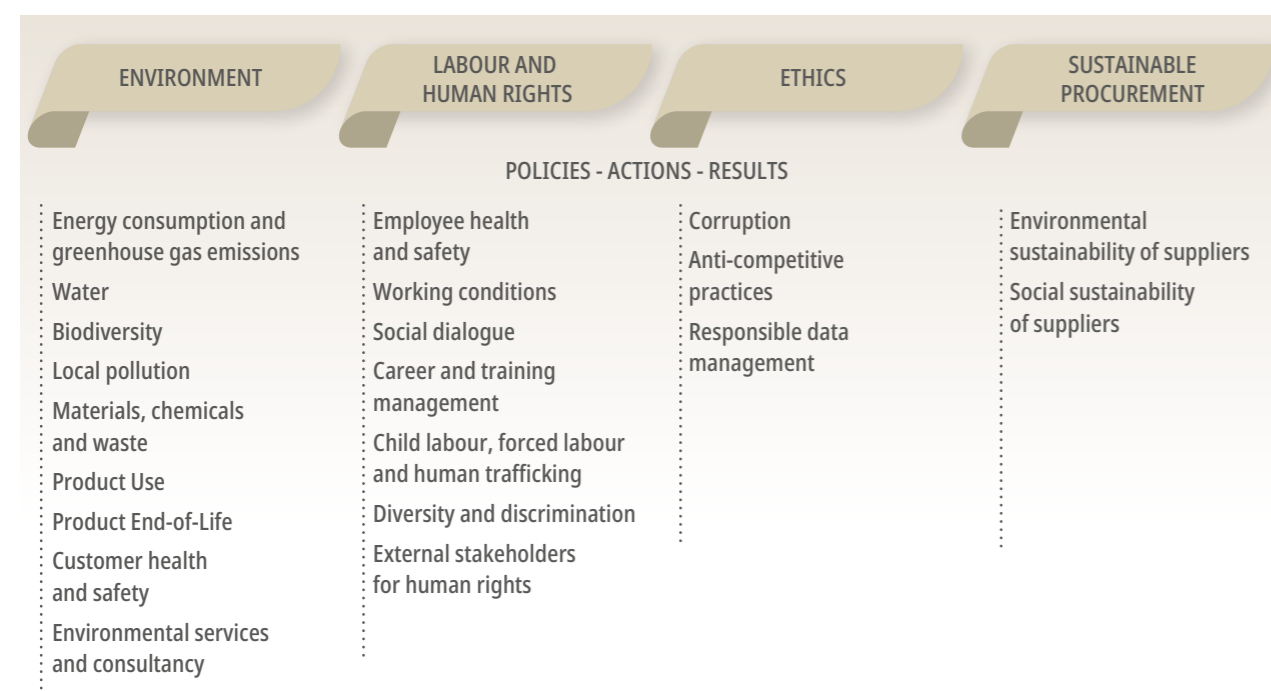 ENVIRONMENT
LABOUR AND
HUMAN RIGHTS
ETHICS
SUSTAINABLE
PROCUREMENT
POLICIES - ACTIONS - RESULTS
Energy consumption and
greenhouse gas emissions
Water
Biodiversity
Local pollution
Materials, chemicals
and waste
Product Use
Product End-of-Life
Customer health
and safety
Environmental services
and consultancy
Employee health
and safety
Working conditions
Social dialogue
Career and training
management
Child labour, forced labour
and human trafficking
Diversity and discrimination
External stakeholders
for human rights
Corruption
Anti-competitive
practices
Responsible data
management
Environmental
sustainability of suppliers
Social sustainability
of suppliers